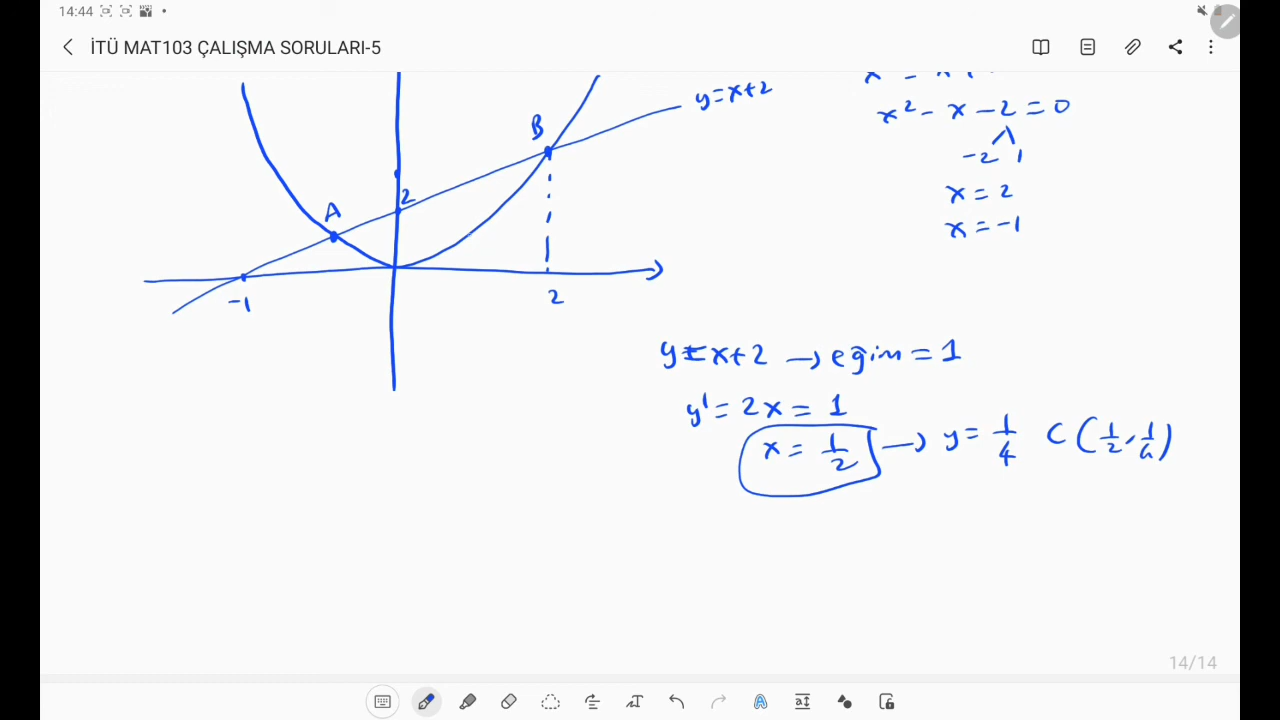 14:44
İTÜ MAT103 ÇALIŞMA SORULARI-5
y=x+2
B
2
A
-1
2
x² - x - 2 = 0
-2 1
x = 2
x = -1
y = x+2 → eğim = 1
y' = 2x = 1
x = 1/2 → y = 1/4 C (1/2, 1/4)
14/14